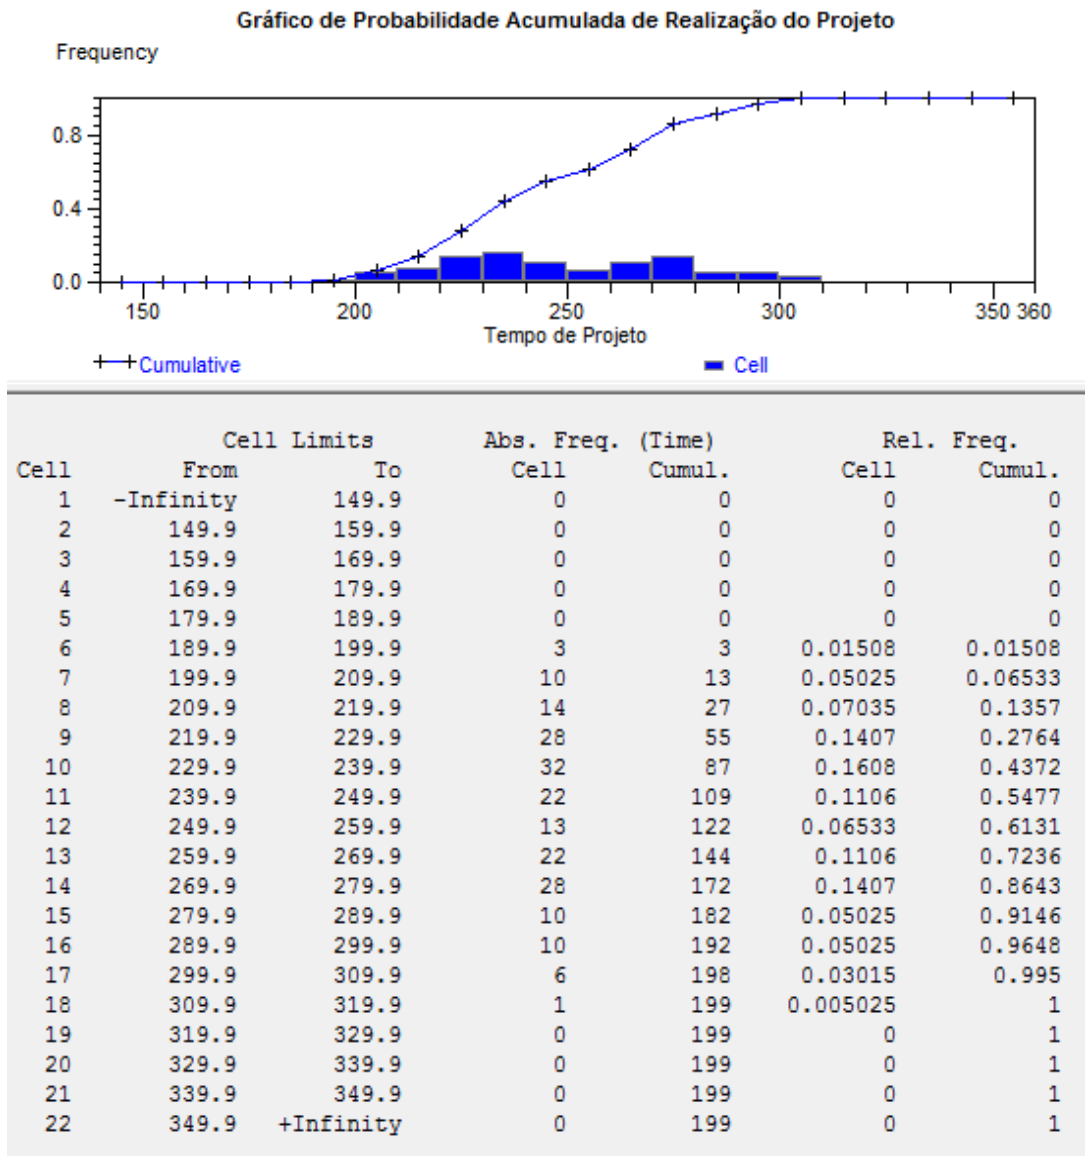 Gráfico de Probabilidade Acumulada de Realização do Projeto
Frequency
0.8
0.4
0.0
150 200 250 300 350 360
Tempo de Projeto
Cumulative Cell
Cell Limits Abs. Freq. (Time) Rel. Freq.
Cell From To Cell Cumul. Cell Cumul.
1 -Infinity 149.9 0 0 0 0
2 149.9 159.9 0 0 0 0
3 159.9 169.9 0 0 0 0
4 169.9 179.9 0 0 0 0
5 179.9 189.9 0 0 0 0
6 189.9 199.9 3 3 0.01508 0.01508
7 199.9 209.9 10 13 0.05025 0.06533
8 209.9 219.9 14 27 0.07035 0.1357
9 219.9 229.9 28 55 0.1407 0.2764
10 229.9 239.9 32 87 0.1608 0.4372
11 239.9 249.9 22 109 0.1106 0.5477
12 249.9 259.9 13 122 0.06533 0.6131
13 259.9 269.9 22 144 0.1106 0.7236
14 269.9 279.9 28 172 0.1407 0.8643
15 279.9 289.9 10 182 0.05025 0.9146
16 289.9 299.9 10 192 0.05025 0.9648
17 299.9 309.9 6 198 0.03015 0.995
18 309.9 319.9 1 199 0.005025 1
19 319.9 329.9 0 199 0 1
20 329.9 339.9 0 199 0 1
21 339.9 349.9 0 199 0 1
22 349.9 +Infinity 0 199 0 1